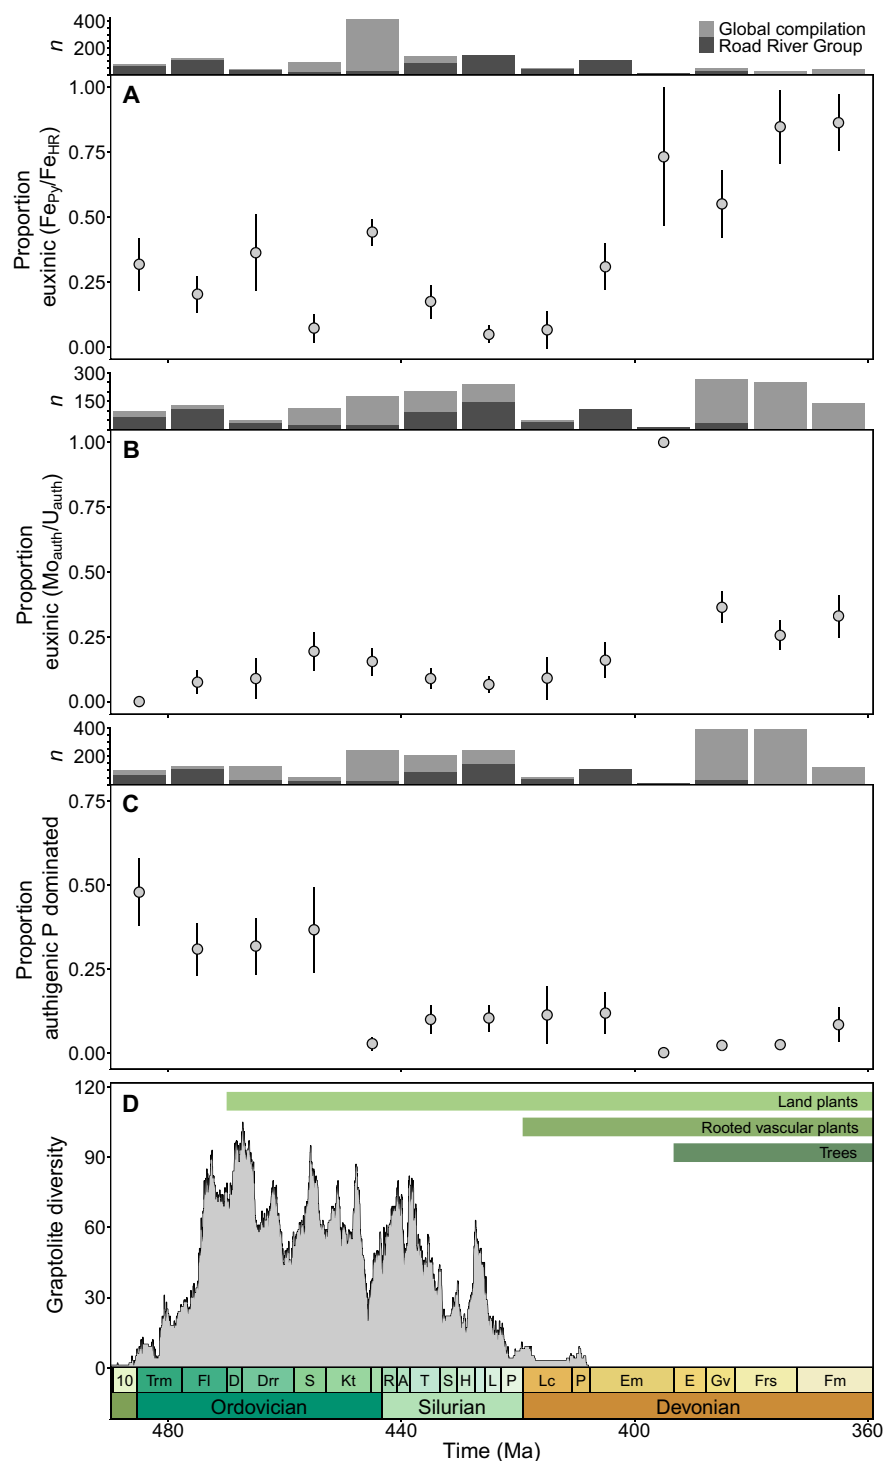 400
200
n
Global compilation
Road River Group
A
1.00
0.75
0.50
0.25
0.00
Proportion
euxinic (FePy/FeHR)
300
150
n
B
1.00
0.75
0.50
0.25
0.00
Proportion
euxinic (Moauth/Uauth)
400
200
n
C
0.75
0.50
0.25
0.00
Proportion
authigenic P dominated
D
120
90
60
30
0
Graptolite diversity
Land plants
Rooted vascular plants
Trees
10 Trm Fl D Drr S Kt R A T S H L P Lc P Em E Gv Frs Fm
Ordovician Silurian Devonian
480 440 400 360
Time (Ma)